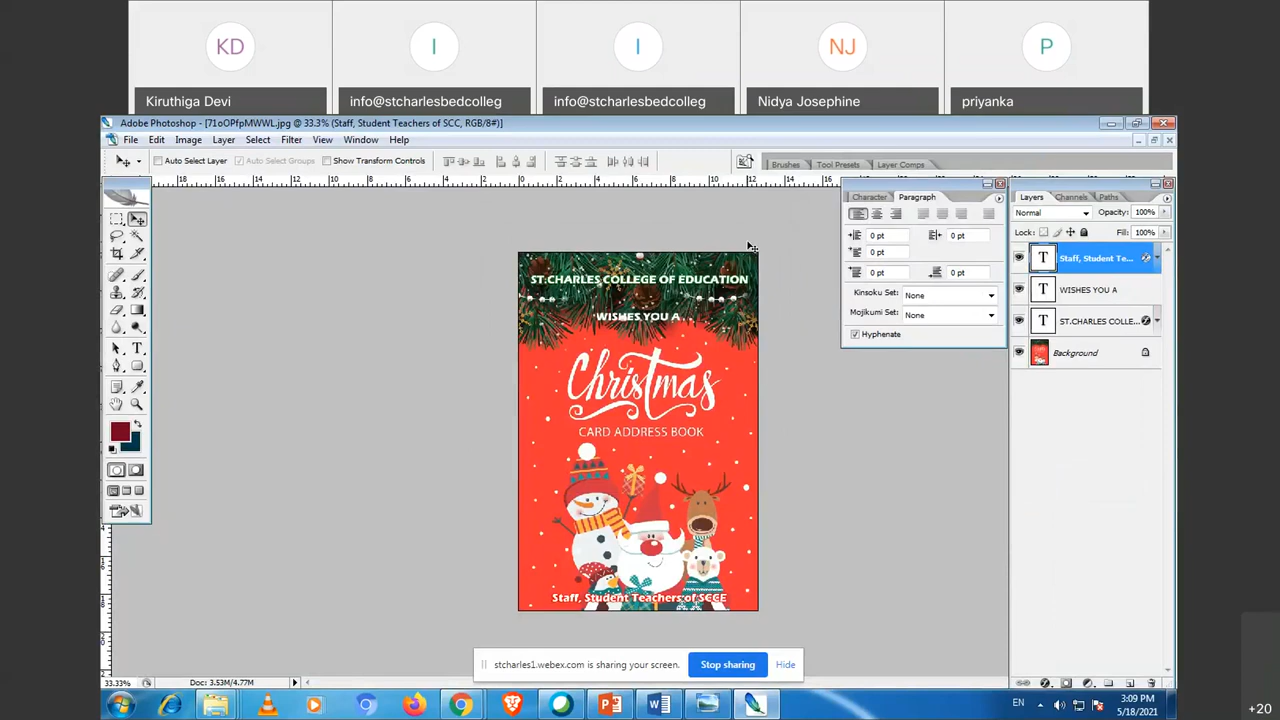 KD I I NJ P
Kiruthiga Devi info@stcharlesbedcolleg info@stcharlesbedcolleg Nidya Josephine priyanka
Adobe Photoshop - [71oOPfpMWWL.jpg @ 33.3% (Staff, Student Teachers of SCC, RGB/8#)]
File Edit Image Layer Select Filter View Window Help
Auto Select Layer Auto Select Groups Show Transform Controls Brushes Tool Presets Layer Comps
Character Paragraph
0 pt 0 pt
0 pt
0 pt 0 pt
Kinsoku Set: None
Mojikumi Set: None
Hyphenate
Layers Channels Paths
Normal Opacity: 100%
Lock: Fill: 100%
T Staff, Student Te...
T WISHES YOU A
T ST.CHARLES COLLE...
Background
ST.CHARLES COLLEGE OF EDUCATION
WISHES YOU A...
Christmas
CARD ADDRESS BOOK
Staff, Student Teachers of SCCE
stcharles1.webex.com is sharing your screen. Stop sharing Hide
33.33% Doc: 3.53M/4.77M
EN 3:09 PM
5/18/2021
+20